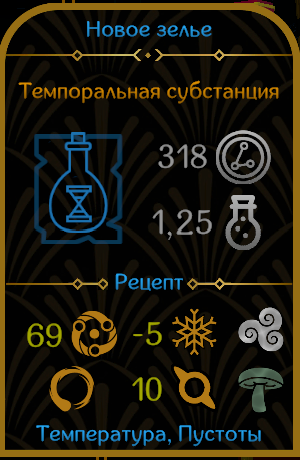 Новое зелье
Темпоральная субстанция
318
1,25
Рецепт
69 -5
10
Температура, Пустоты